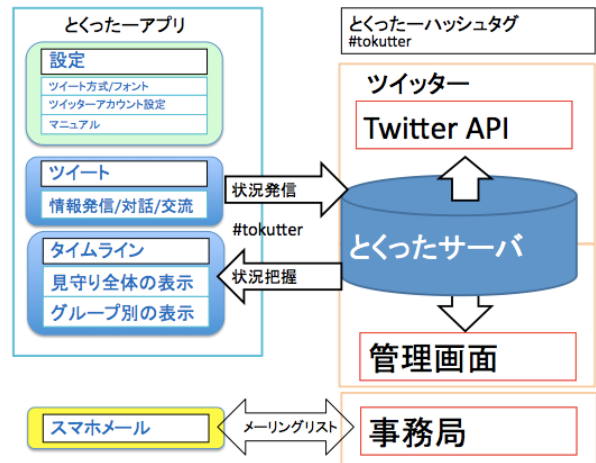 とくったーアプリ
設定
ツイート方式/フォント
ツイッターアカウント設定
マニュアル
ツイート
情報発信/対話/交流
タイムライン
見守り全体の表示
グループ別の表示
スマホメール
状況発信
#tokutter
状況把握
メーリングリスト
とくったーハッシュタグ
#tokutter
ツイッター
Twitter API
とくったサーバ
管理画面
事務局